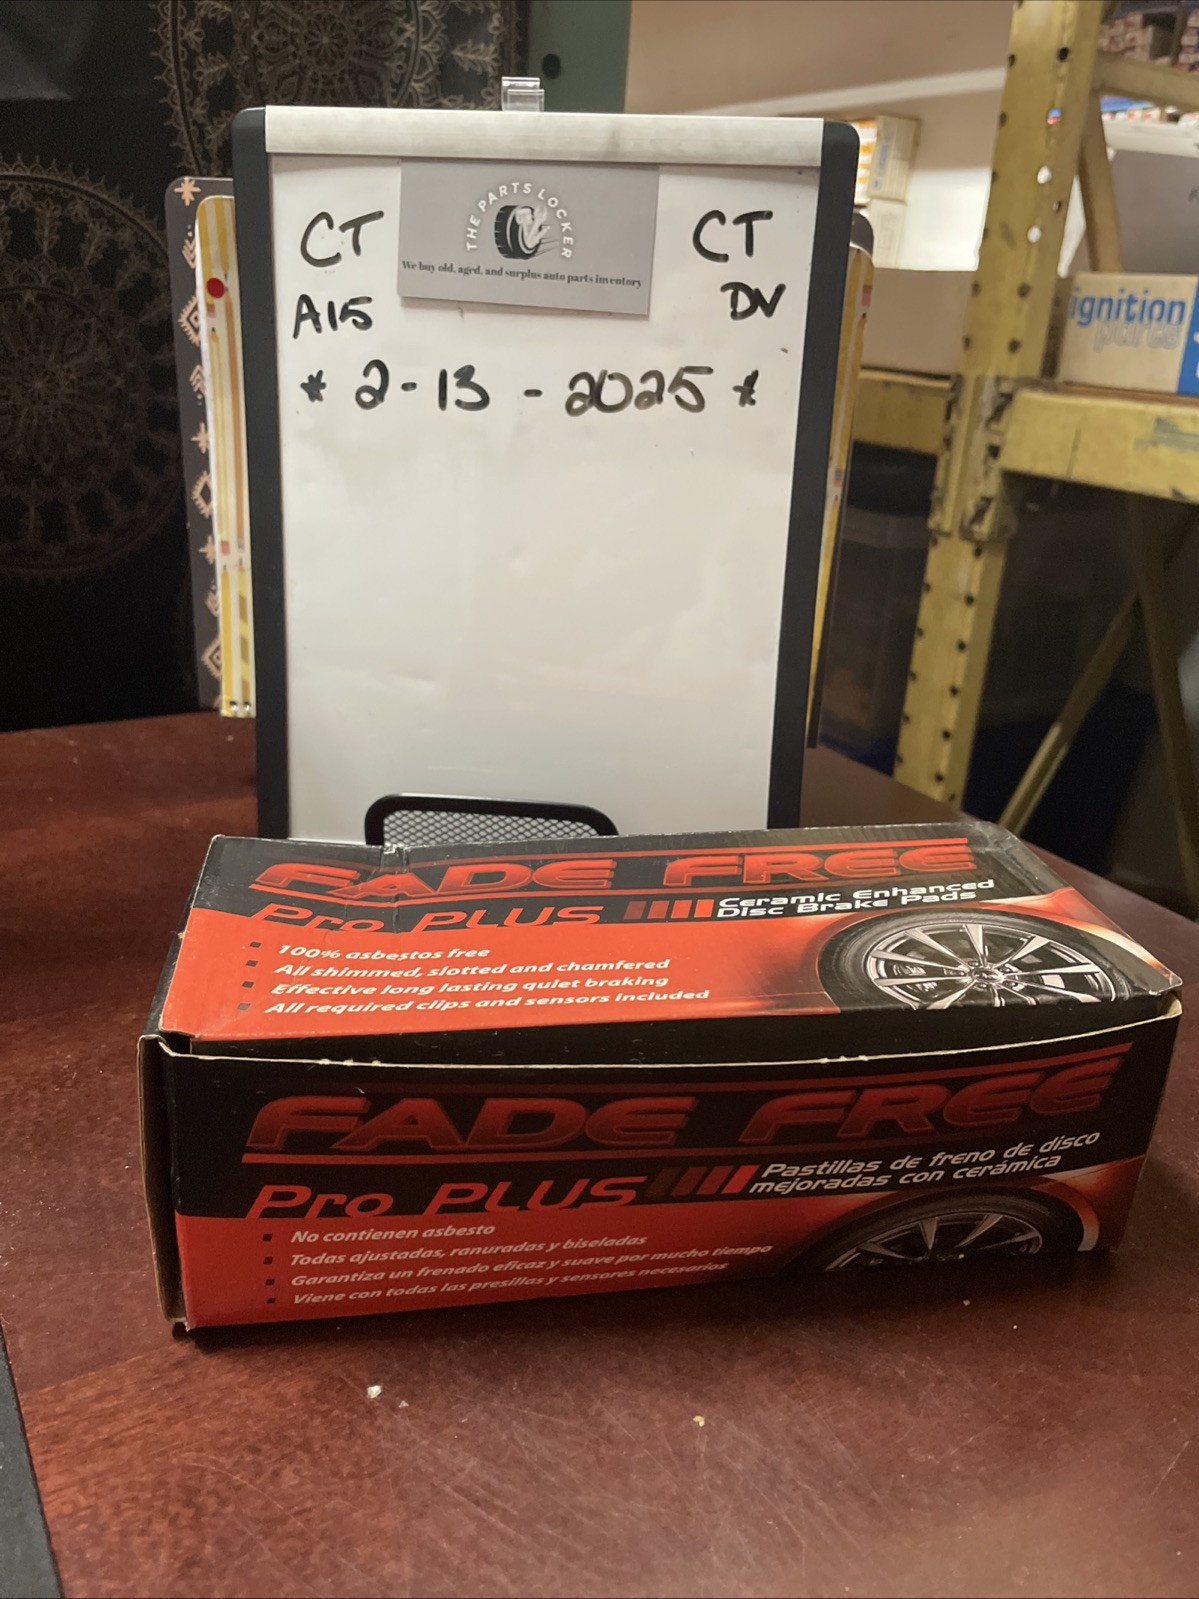 THE PARTS LOCKER
We buy old, aged, and surplus auto parts inventory
CT CT
A15 DV
* 2-13-2025 *
ignition
parts
FADE FREE
Pro PLUS Ceramic Enhanced
Disc Brake Pads
100% asbestos free
All shimmed, slotted and chamfered
Effective long lasting quiet braking
All required clips and sensors included
FADE FREE
Pro PLUS Pastillas de freno de disco
mejoradas con cerámica
No contienen asbesto
Todas ajustadas, ranuradas y biseladas
Garantiza un frenado eficaz y suave por mucho tiempo
Viene con todas las presillas y sensores necesarios